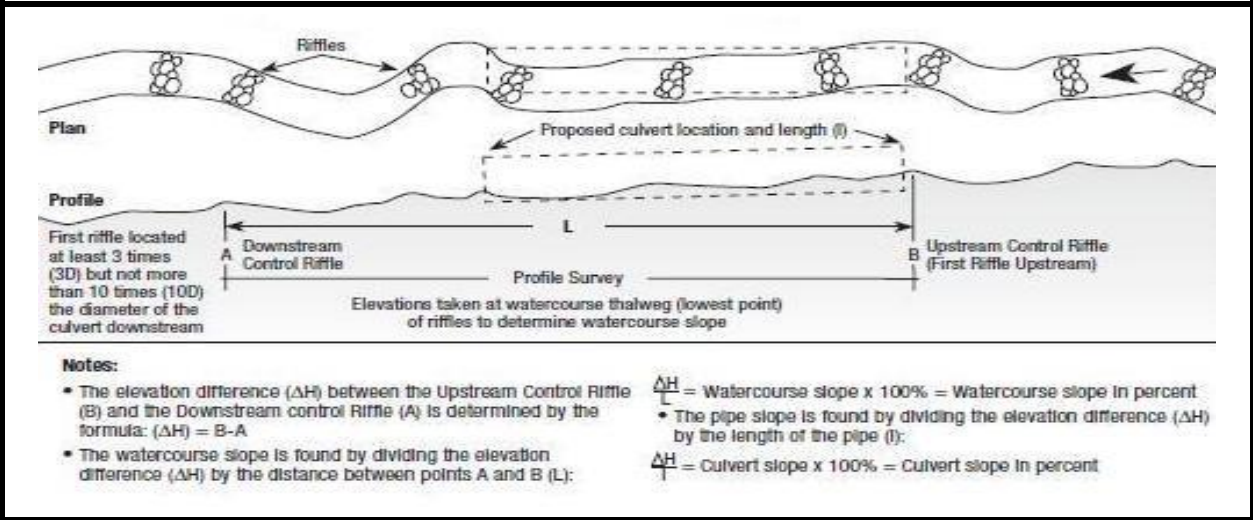 Riffles
Plan
Proposed culvert location and length (l)
Profile
L
First riffle located
at least 3 times
(3D) but not more
than 10 times (10D)
the diameter of the
culvert downstream
A
Downstream
Control Riffle
B
Upstream Control Riffle
(First Riffle Upstream)
Profile Survey
Elevations taken at watercourse thalweg (lowest point)
of riffles to determine watercourse slope
Notes:
• The elevation difference (ΔH) between the Upstream Control Riffle
(B) and the Downstream control Riffle (A) is determined by the
formula: (ΔH) = B-A
• The watercourse slope is found by dividing the elevation
difference (ΔH) by the distance between points A and B (L):
ΔH/L = Watercourse slope x 100% = Watercourse slope in percent
• The pipe slope is found by dividing the elevation difference (ΔH)
by the length of the pipe (l):
ΔH/l = Culvert slope x 100% = Culvert slope in percent